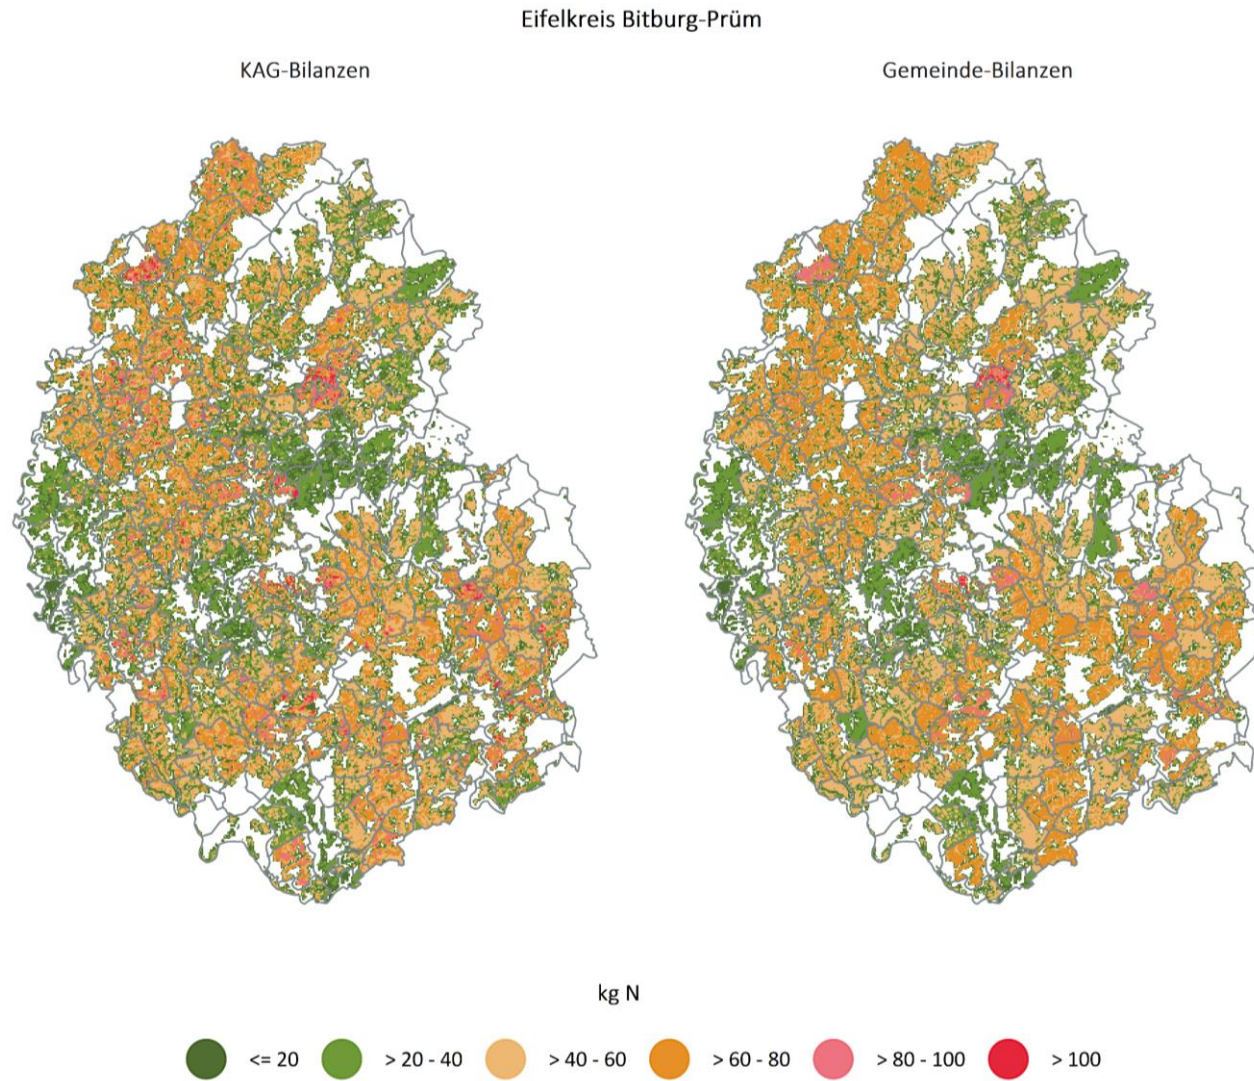 Eifelkreis Bitburg-Prüm
KAG-Bilanzen
Gemeinde-Bilanzen
kg N
<= 20
> 20 - 40
> 40 - 60
> 60 - 80
> 80 - 100
> 100